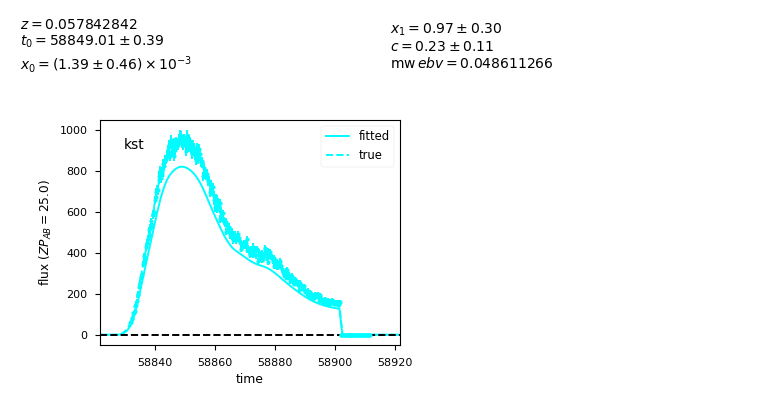 z = 0.057842842
t₀ = 58849.01 ± 0.39
x₀ = (1.39 ± 0.46) × 10⁻³
x₁ = 0.97 ± 0.30
c = 0.23 ± 0.11
mw ebv = 0.048611266
kst
fitted
true
1000
800
600
400
200
0
flux (ZP_AB = 25.0)
58840 58860 58880 58900 58920
time